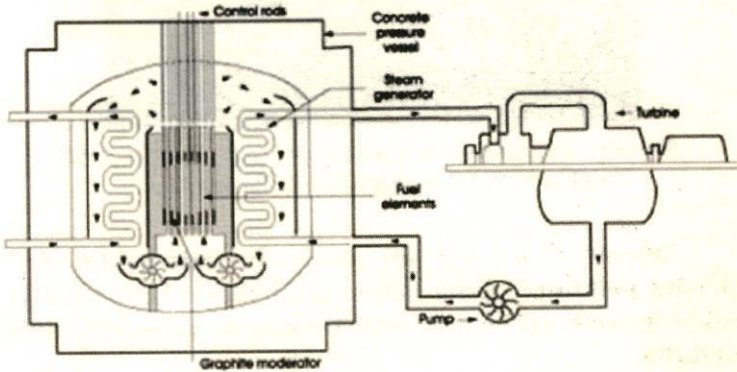 Control rods
Concrete
pressure
vessel
Steam
generator
Turbine
Fuel
elements
Pump
Graphite moderator